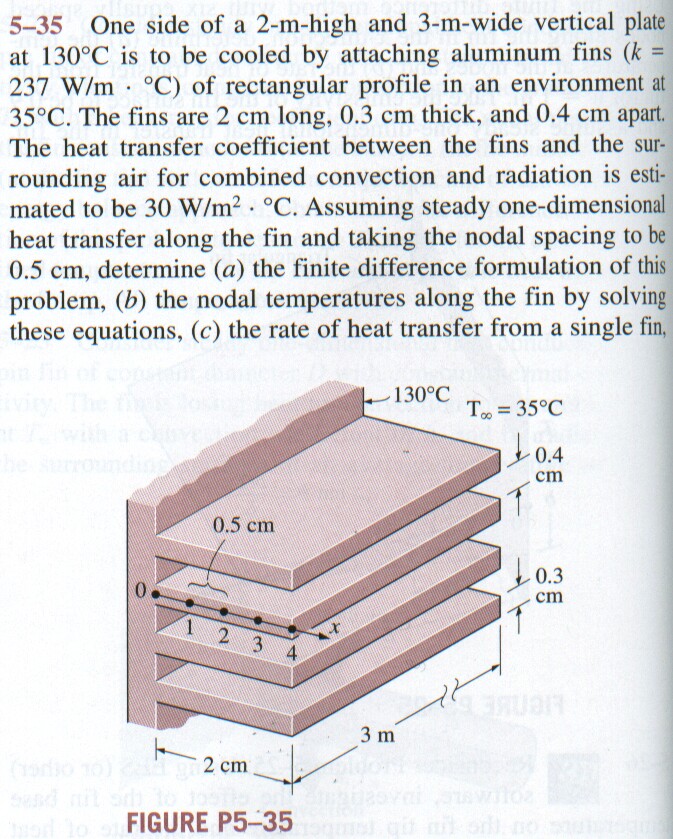 5–35 One side of a 2-m-high and 3-m-wide vertical plate
at 130°C is to be cooled by attaching aluminum fins (k =
237 W/m · °C) of rectangular profile in an environment at
35°C. The fins are 2 cm long, 0.3 cm thick, and 0.4 cm apart.
The heat transfer coefficient between the fins and the sur-
rounding air for combined convection and radiation is esti-
mated to be 30 W/m² · °C. Assuming steady one-dimensional
heat transfer along the fin and taking the nodal spacing to be
0.5 cm, determine (a) the finite difference formulation of this
problem, (b) the nodal temperatures along the fin by solving
these equations, (c) the rate of heat transfer from a single fin,
130°C
T∞ = 35°C
0.4
cm
0.5 cm
0.3
cm
0
1
2
3
4
x
3 m
2 cm
FIGURE P5–35